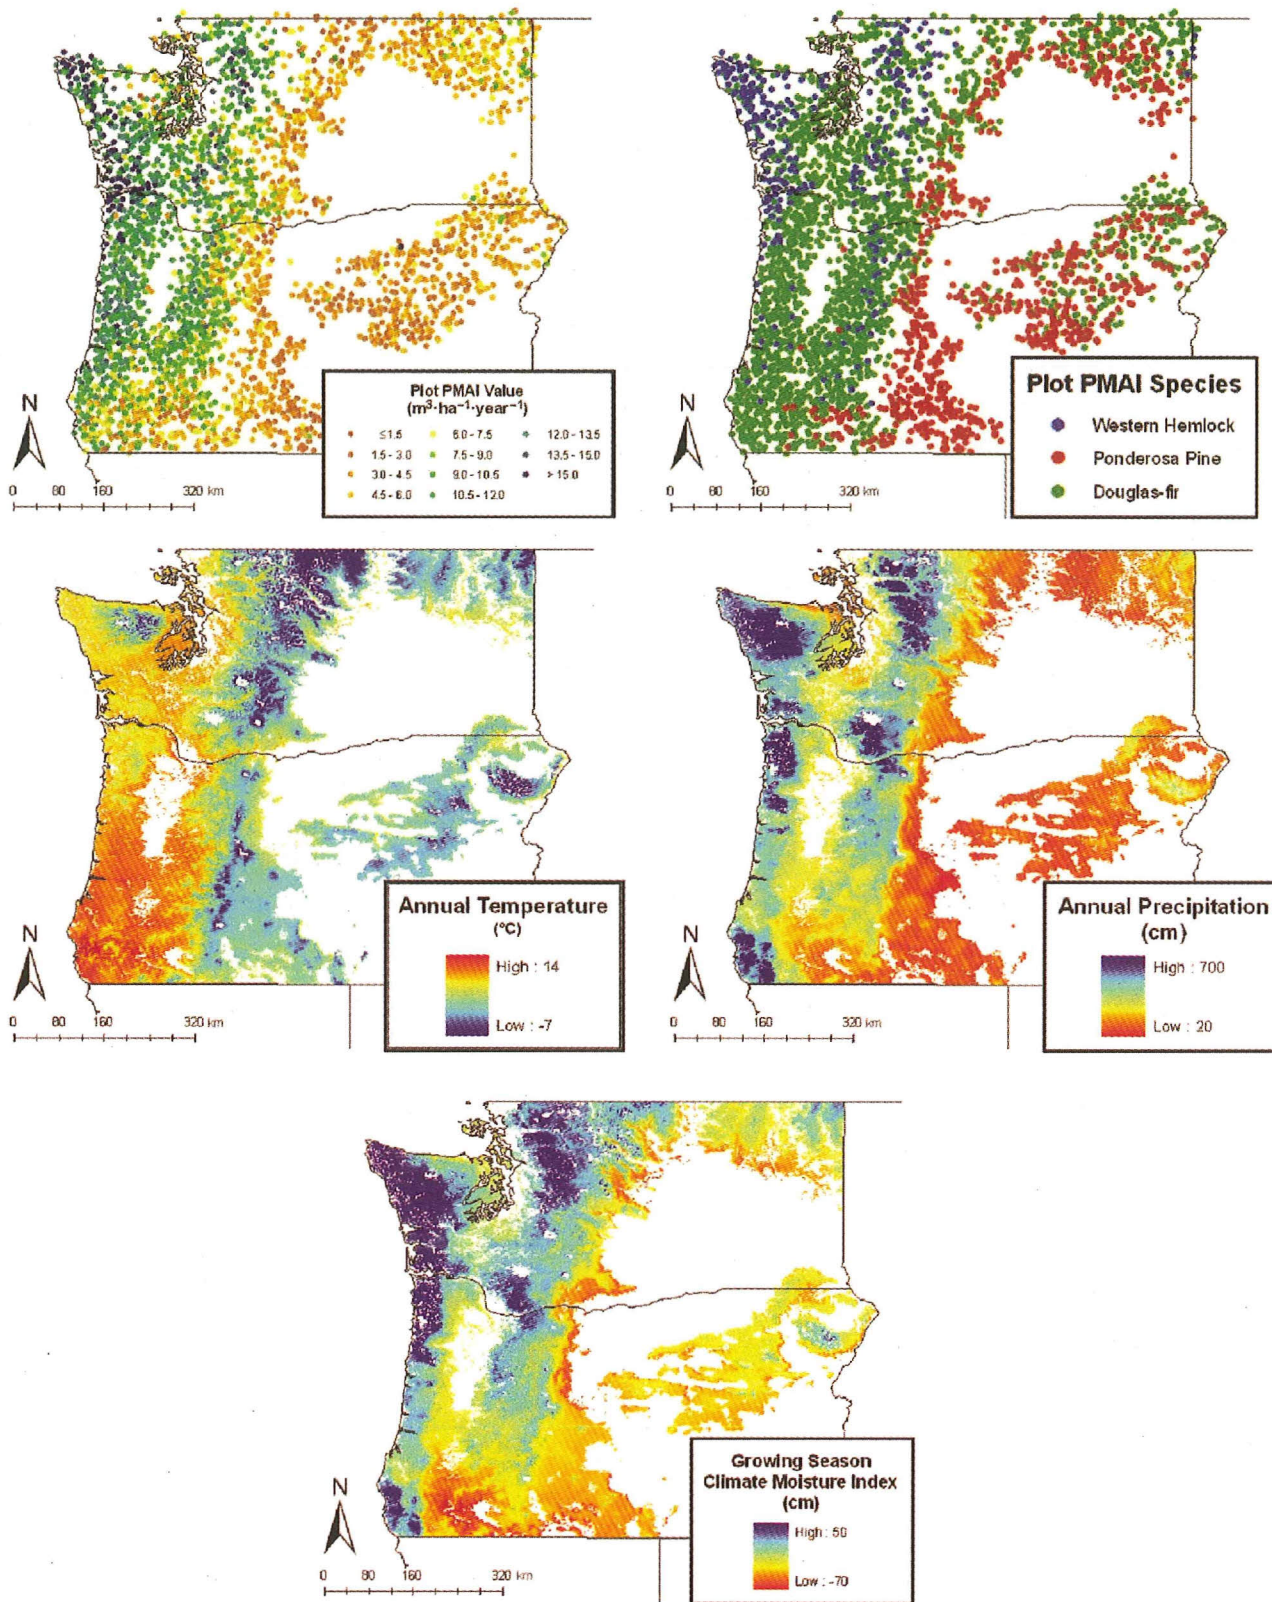 N
0 80 160 320 km
Plot PMAI Value
(m³·ha⁻¹·year⁻¹)
≤1.5 6.0 - 7.5 12.0 - 13.5
1.5 - 3.0 7.5 - 9.0 13.5 - 15.0
3.0 - 4.5 9.0 - 10.5 > 15.0
4.5 - 6.0 10.5 - 12.0
N
0 80 160 320 km
Plot PMAI Species
Western Hemlock
Ponderosa Pine
Douglas-fir
N
0 80 160 320 km
Annual Temperature
(°C)
High : 14
Low : -7
N
0 80 160 320 km
Annual Precipitation
(cm)
High : 700
Low : 20
N
0 80 160 320 km
Growing Season
Climate Moisture Index
(cm)
High : 50
Low : -70